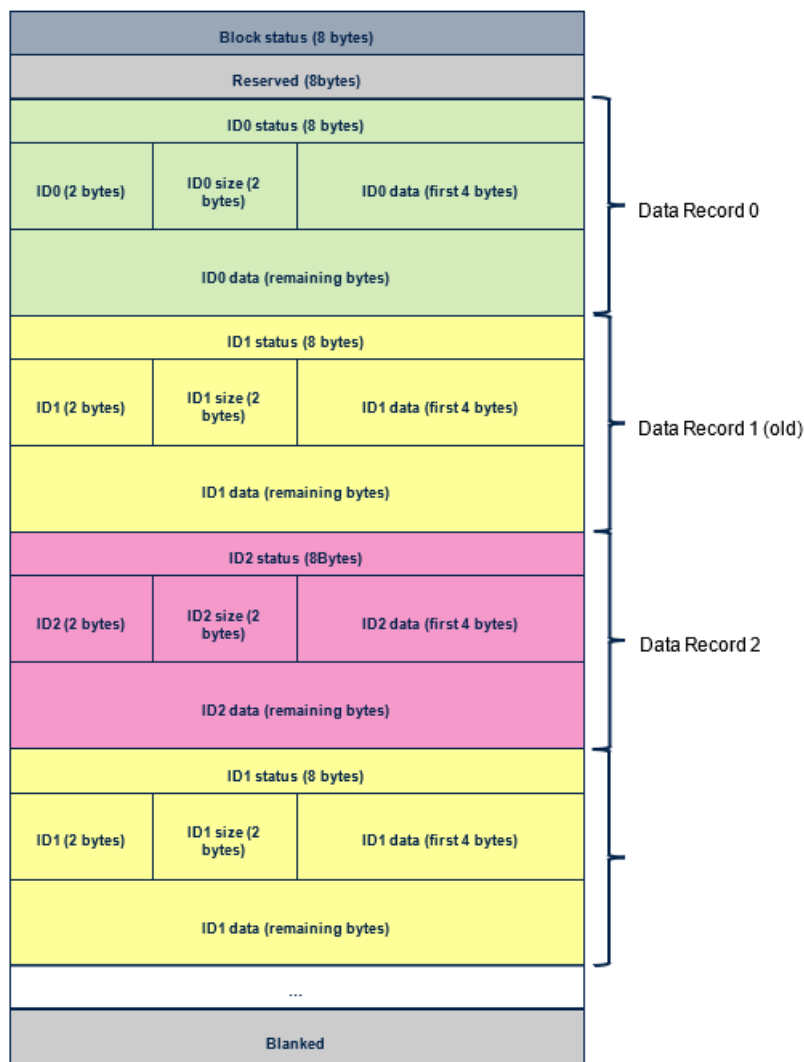 Block status (8 bytes)
Reserved (8bytes)
ID0 status (8 bytes)
ID0 (2 bytes)
ID0 size (2
bytes)
ID0 data (first 4 bytes)
ID0 data (remaining bytes)
Data Record 0
ID1 status (8 bytes)
ID1 (2 bytes)
ID1 size (2
bytes)
ID1 data (first 4 bytes)
ID1 data (remaining bytes)
Data Record 1 (old)
ID2 status (8Bytes)
ID2 (2 bytes)
ID2 size (2
bytes)
ID2 data (first 4 bytes)
ID2 data (remaining bytes)
Data Record 2
ID1 status (8 bytes)
ID1 (2 bytes)
ID1 size (2
bytes)
ID1 data (first 4 bytes)
ID1 data (remaining bytes)
...
Blanked